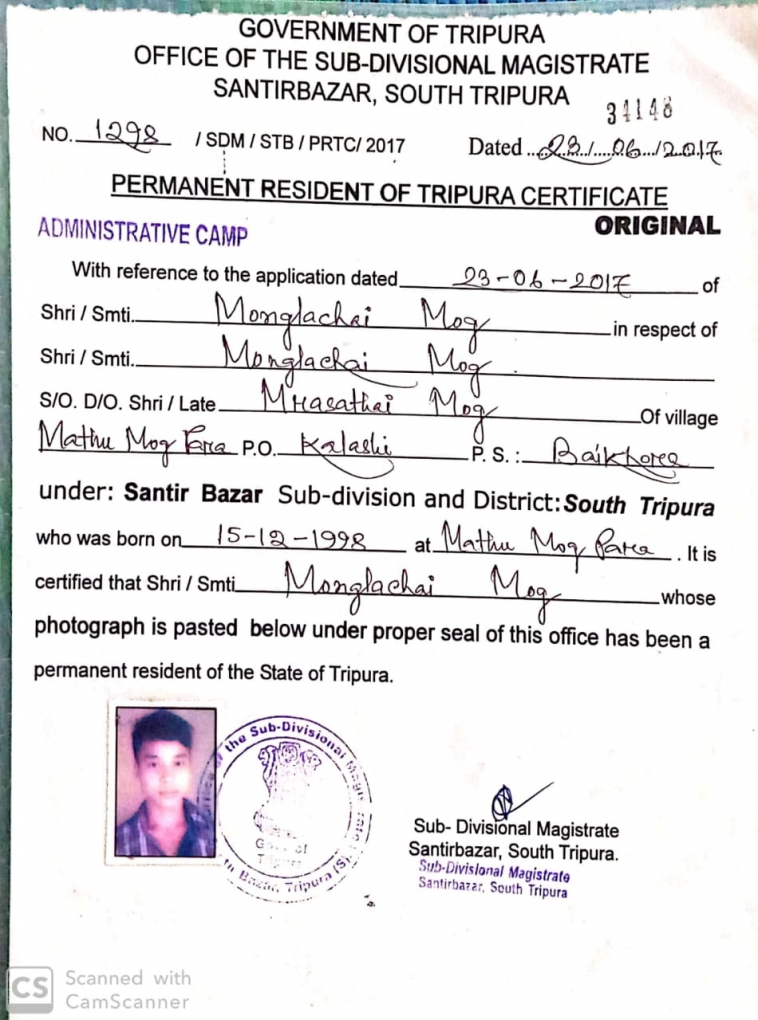 GOVERNMENT OF TRIPURA
OFFICE OF THE SUB-DIVISIONAL MAGISTRATE
SANTIRBAZAR, SOUTH TRIPURA
34148
NO. 1298 / SDM / STB / PRTC/ 2017 Dated 23/06/2017
PERMANENT RESIDENT OF TRIPURA CERTIFICATE
ADMINISTRATIVE CAMP ORIGINAL
With reference to the application dated 23-06-2017 of
Shri / Smti. Monglachai Mog in respect of
Shri / Smti. Monglachai Mog
S/O. D/O. Shri / Late Mrasathai Mog Of village
Mathu Mog Para P.O. Kalashi P. S. : Baikhora
under: Santir Bazar Sub-division and District: South Tripura
who was born on 15-12-1998 at Mathu Mog Para . It is
certified that Shri / Smti. Monglachai Mog whose
photograph is pasted below under proper seal of this office has been a
permanent resident of the State of Tripura.
of the Sub-Divisional Magistrate
Govt. of
Tripura
Bazar, Tripura (S)
Sub- Divisional Magistrate
Santirbazar, South Tripura.
Sub-Divisional Magistrate
Santirbazar, South Tripura
CS Scanned with
CamScanner